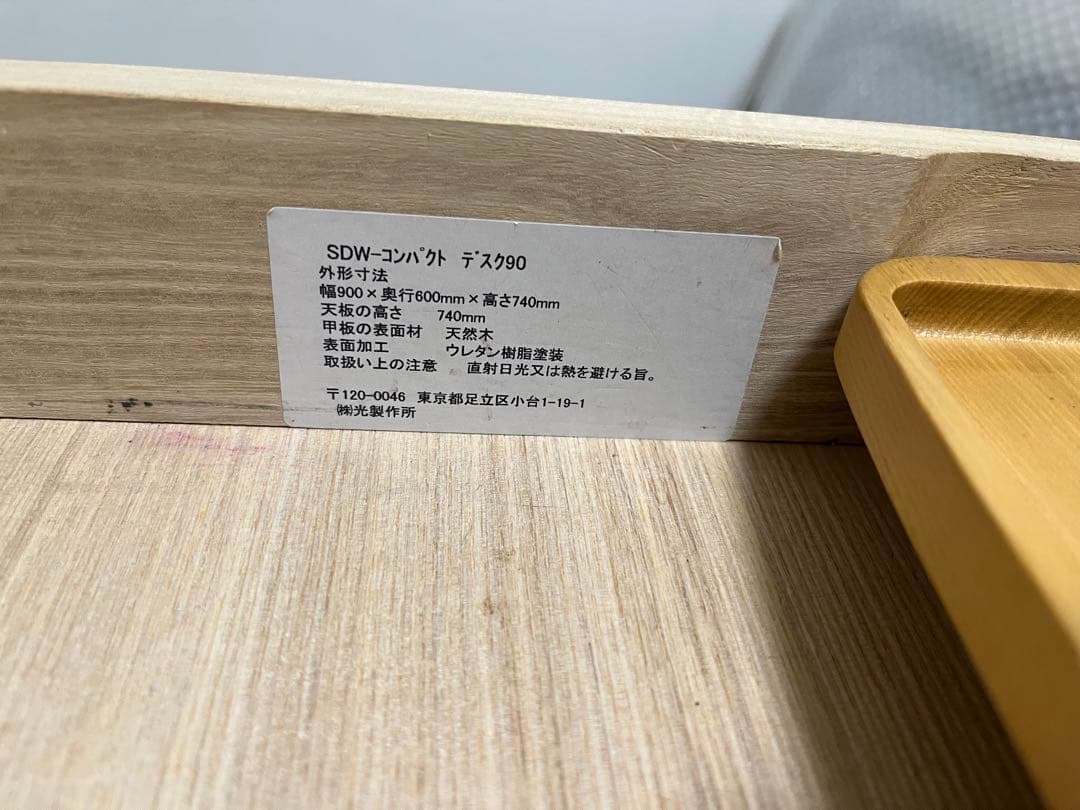 SDW-コンパクト デスク90
外形寸法
幅900×奥行600mm×高さ740mm
天板の高さ 740mm
甲板の表面材 天然木
表面加工 ウレタン樹脂塗装
取扱い上の注意 直射日光又は熱を避ける旨。
〒120-0046 東京都足立区小台1-19-1
㈱光製作所